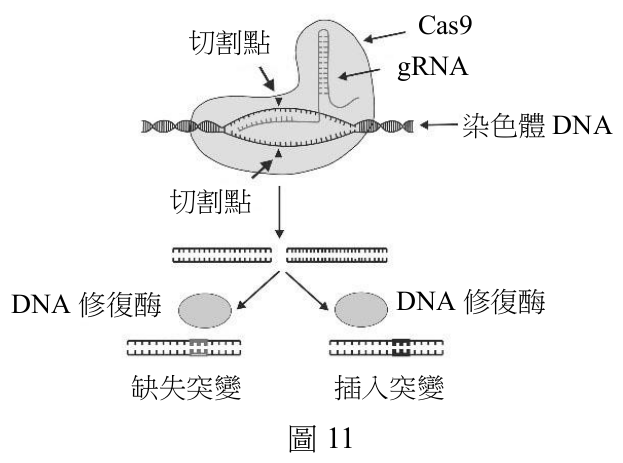 Cas9
切割點
gRNA
染色體 DNA
切割點
DNA 修復酶
DNA 修復酶
缺失突變
插入突變
圖 11